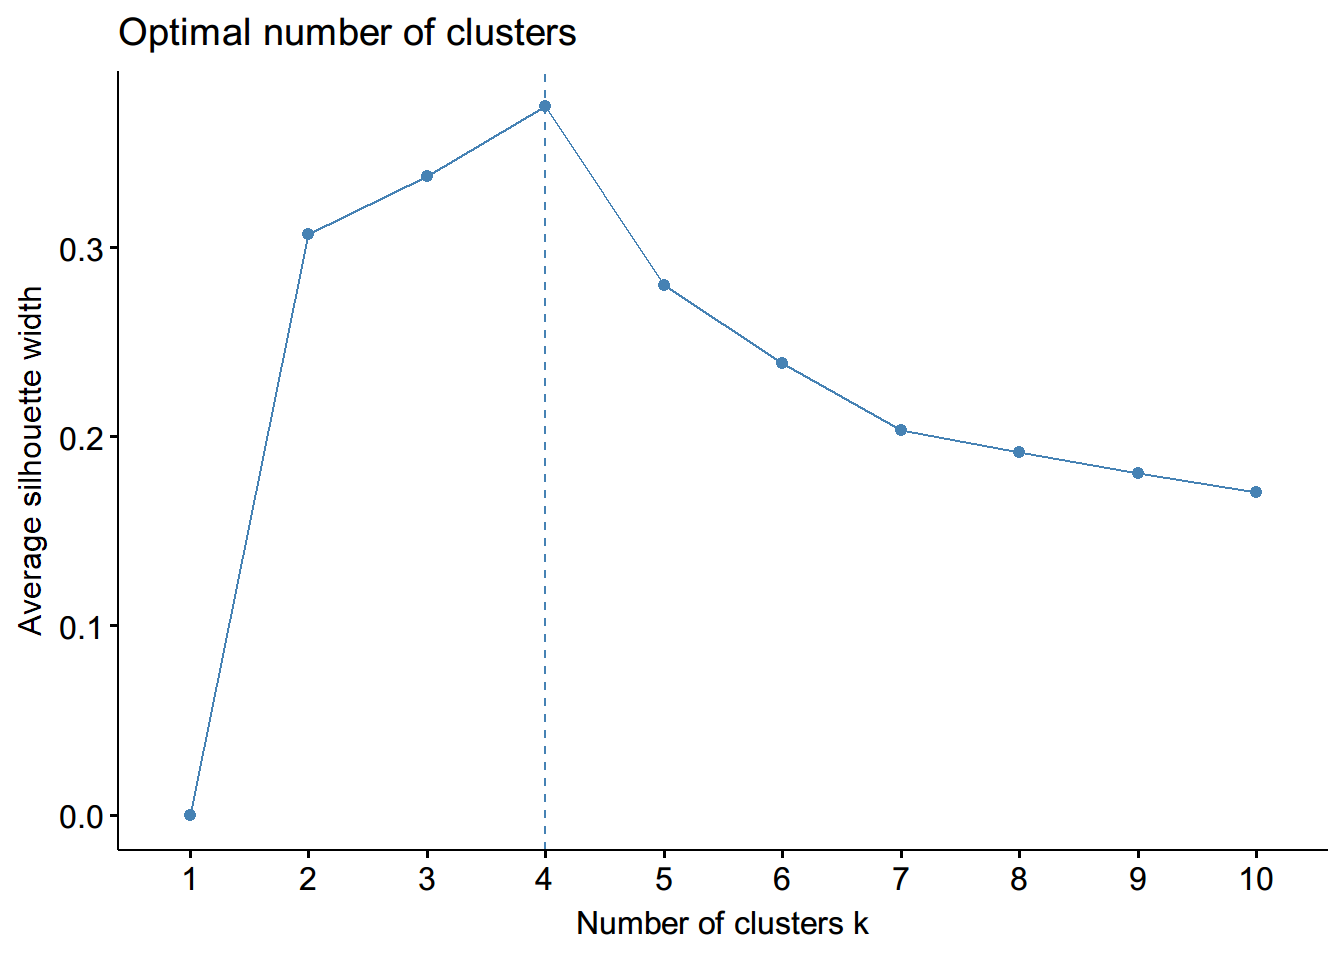 Optimal number of clusters
Average silhouette width
0.3
0.2
0.1
0.0
1 2 3 4 5 6 7 8 9 10
Number of clusters k